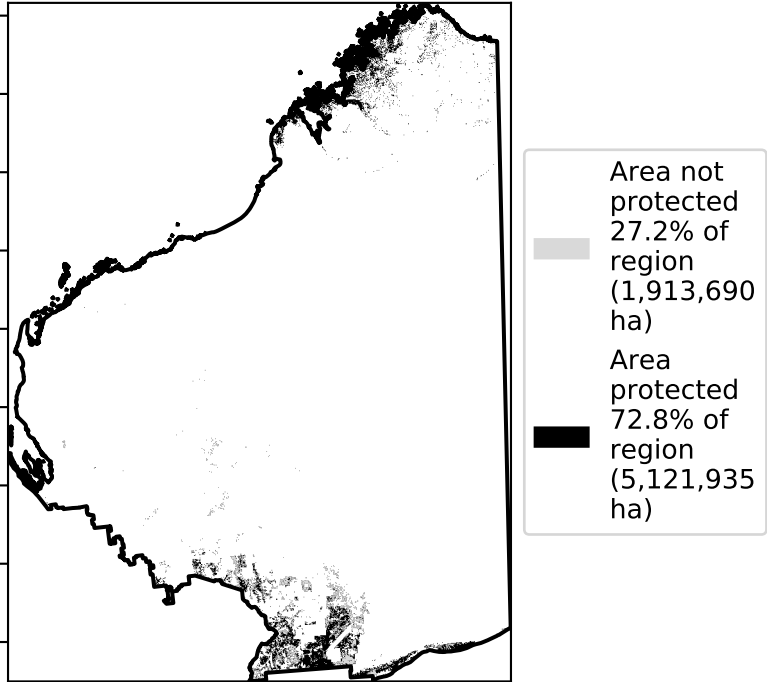 Area not
protected
27.2% of
region
(1,913,690
ha)
Area
protected
72.8% of
region
(5,121,935
ha)